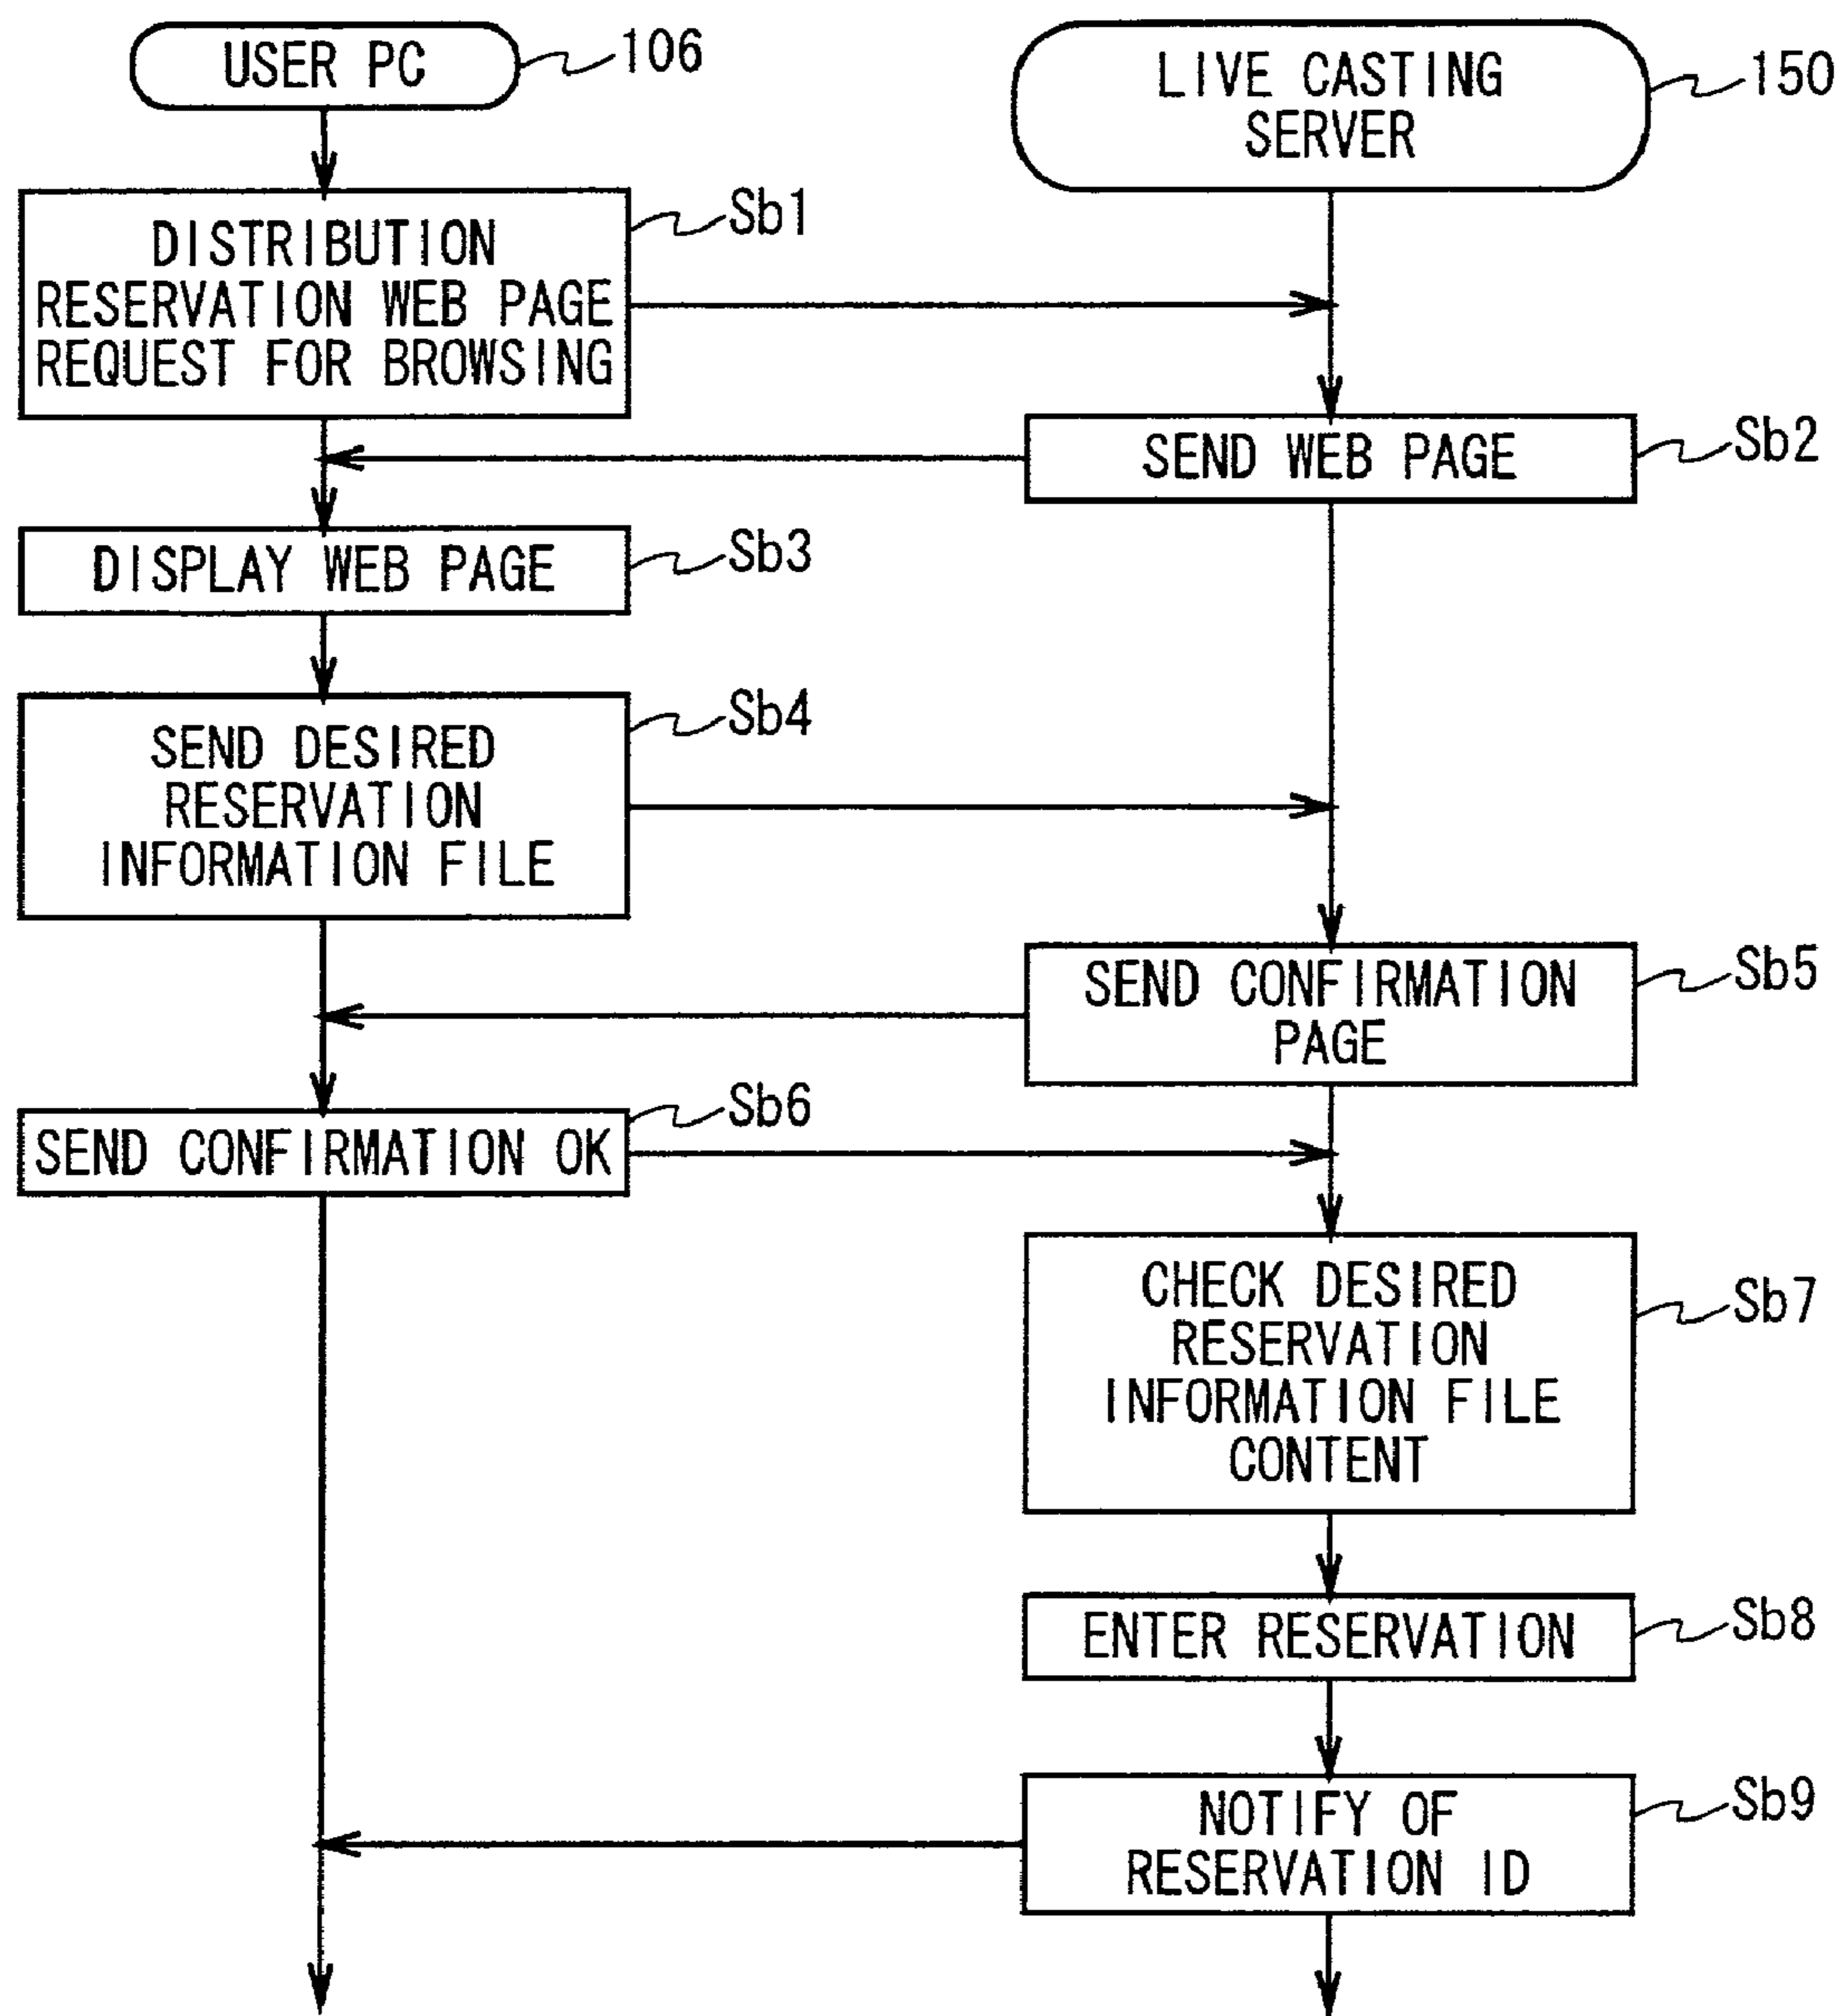 USER PC
106
LIVE CASTING
SERVER
150
DISTRIBUTION
RESERVATION WEB PAGE
REQUEST FOR BROWSING
Sb1
SEND WEB PAGE
Sb2
DISPLAY WEB PAGE
Sb3
SEND DESIRED
RESERVATION
INFORMATION FILE
Sb4
SEND CONFIRMATION
PAGE
Sb5
SEND CONFIRMATION OK
Sb6
CHECK DESIRED
RESERVATION
INFORMATION FILE
CONTENT
Sb7
ENTER RESERVATION
Sb8
NOTIFY OF
RESERVATION ID
Sb9